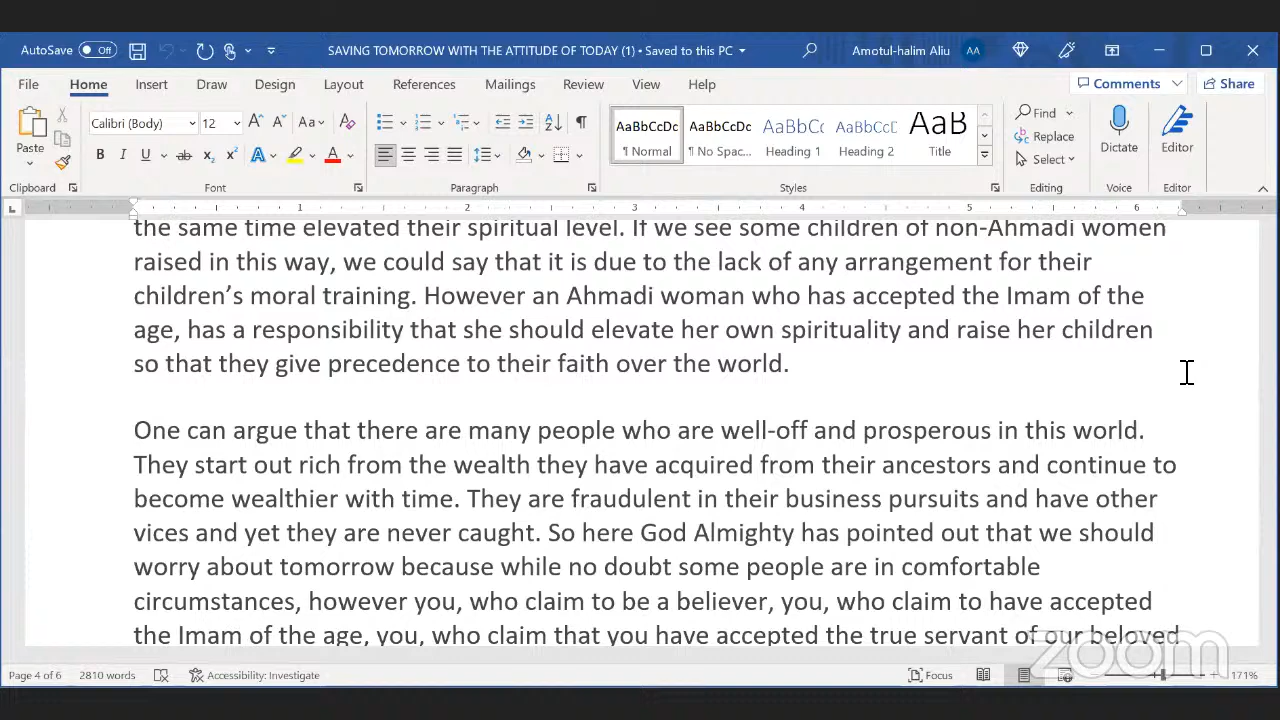 AutoSave Off SAVING TOMORROW WITH THE ATTITUDE OF TODAY (1) • Saved to this PC Amotul-halim Aliu AA
File Home Insert Draw Design Layout References Mailings Review View Help Comments Share
Paste Calibri (Body) 12 Aa AaBbCcDc AaBbCcDc AaBbCc AaBbCcD AaB Find Replace Select Dictate Editor
¶ Normal ¶ No Spac... Heading 1 Heading 2 Title
Clipboard Font Paragraph Styles Editing Voice Editor
1 2 3 4 5 6
the same time elevated their spiritual level. If we see some children of non-Ahmadi women
raised in this way, we could say that it is due to the lack of any arrangement for their
children's moral training. However an Ahmadi woman who has accepted the Imam of the
age, has a responsibility that she should elevate her own spirituality and raise her children
so that they give precedence to their faith over the world.
One can argue that there are many people who are well-off and prosperous in this world.
They start out rich from the wealth they have acquired from their ancestors and continue to
become wealthier with time. They are fraudulent in their business pursuits and have other
vices and yet they are never caught. So here God Almighty has pointed out that we should
worry about tomorrow because while no doubt some people are in comfortable
circumstances, however you, who claim to be a believer, you, who claim to have accepted
the Imam of the age, you, who claim that you have accepted the true servant of our beloved
zoom
Page 4 of 6 2810 words Accessibility: Investigate Focus 171%